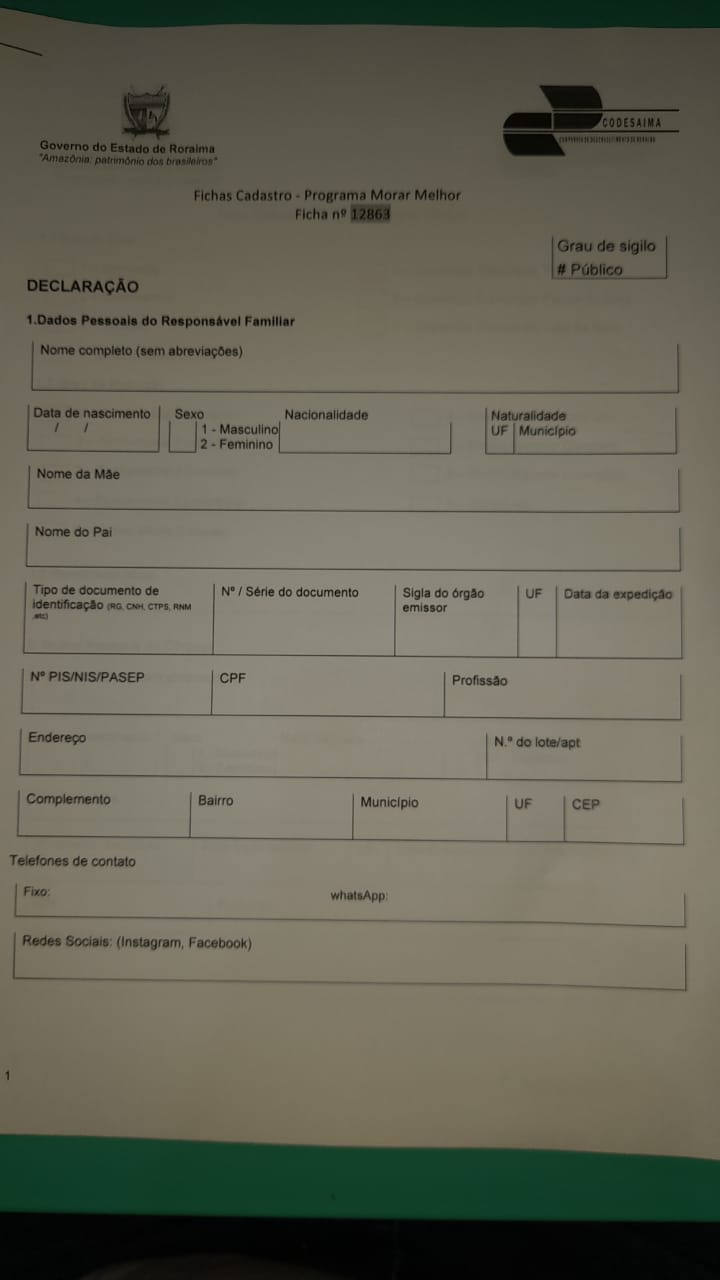 Governo do Estado de Roraima
"Amazônia: patrimônio dos brasileiros"
CODESAIMA
COMPANHIA DE DESENVOLVIMENTO DE RORAIMA
Fichas Cadastro - Programa Morar Melhor
Ficha nº 12863
Grau de sigilo
# Público
DECLARAÇÃO
1.Dados Pessoais do Responsável Familiar
Nome completo (sem abreviações)
Data de nascimento Sexo Nacionalidade Naturalidade
/ / 1 - Masculino UF Município
2 - Feminino
Nome da Mãe
Nome do Pai
Tipo de documento de Nº / Série do documento Sigla do órgão UF Data da expedição
identificação (RG, CNH, CTPS, RNM emissor
,etc)
Nº PIS/NIS/PASEP CPF Profissão
Endereço N.º do lote/apt
Complemento Bairro Município UF CEP
Telefones de contato
Fixo: whatsApp:
Redes Sociais: (Instagram, Facebook)
1